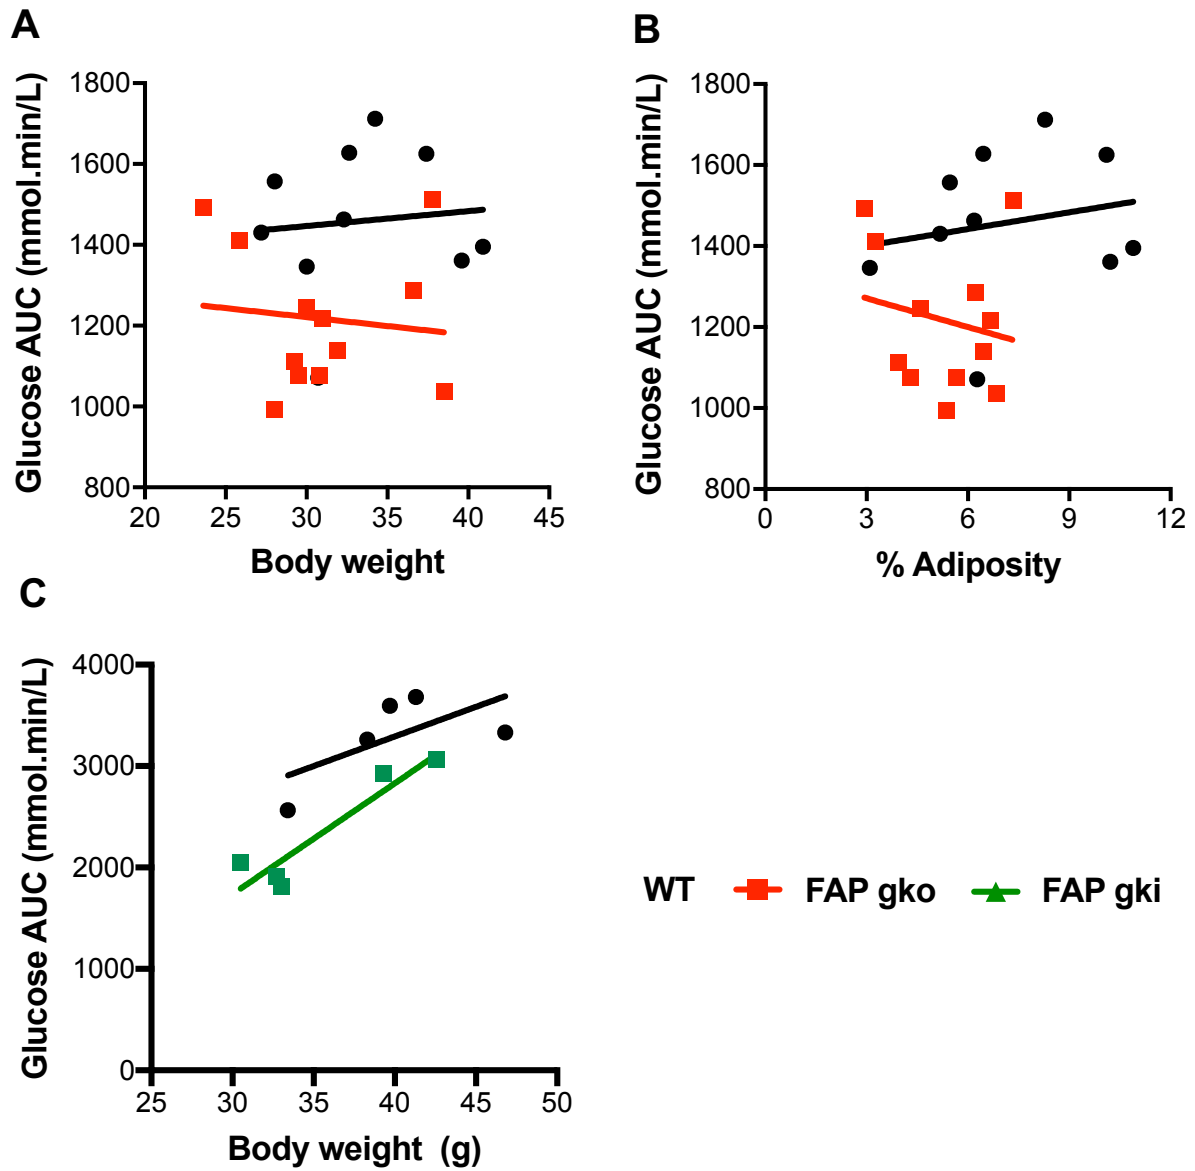 A
Glucose AUC (mmol.min/L)
1800
1600
1400
1200
1000
800
20 25 30 35 40 45
Body weight
B
Glucose AUC (mmol.min/L)
1800
1600
1400
1200
1000
800
0 3 6 9 12
% Adiposity
C
Glucose AUC (mmol.min/L)
4000
3000
2000
1000
0
25 30 35 40 45 50
Body weight (g)
WT FAP gko FAP gki